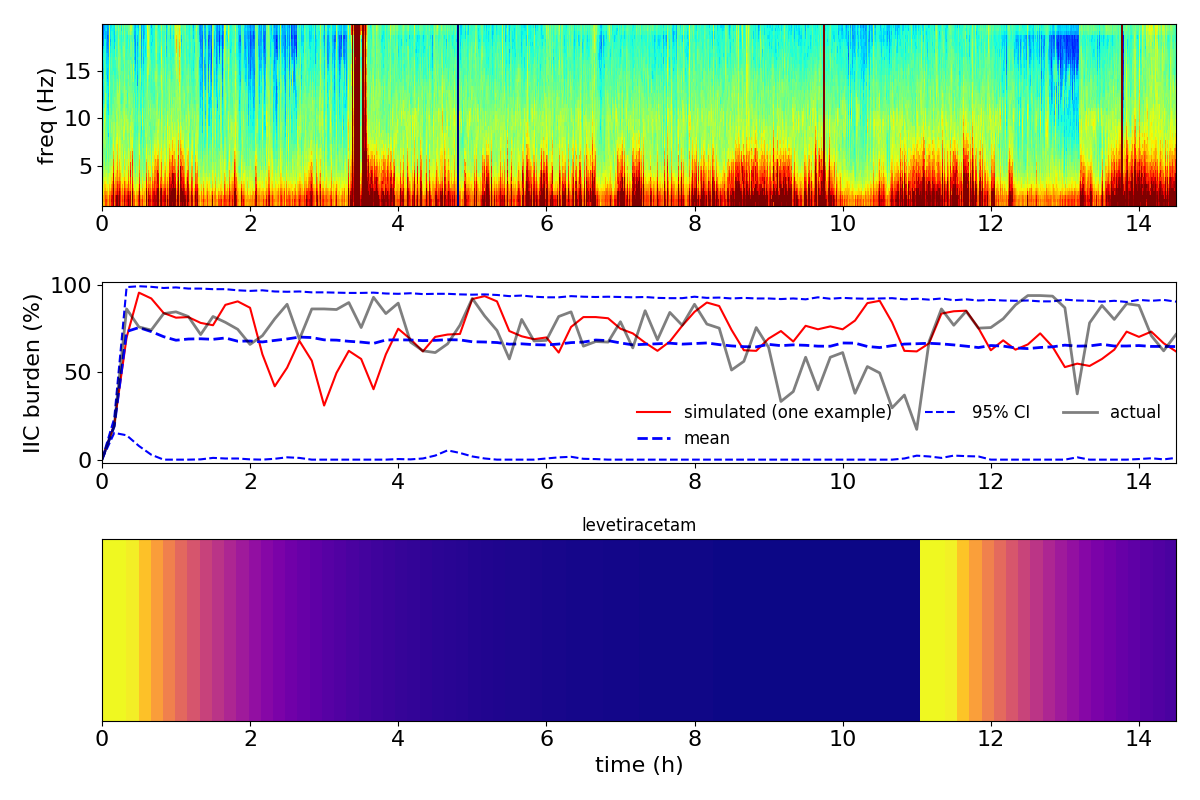 freq (Hz)
15
10
5
0 2 4 6 8 10 12 14
IIC burden (%)
100
50
0
simulated (one example) 95% CI actual
mean
0 2 4 6 8 10 12 14
levetiracetam
0 2 4 6 8 10 12 14
time (h)